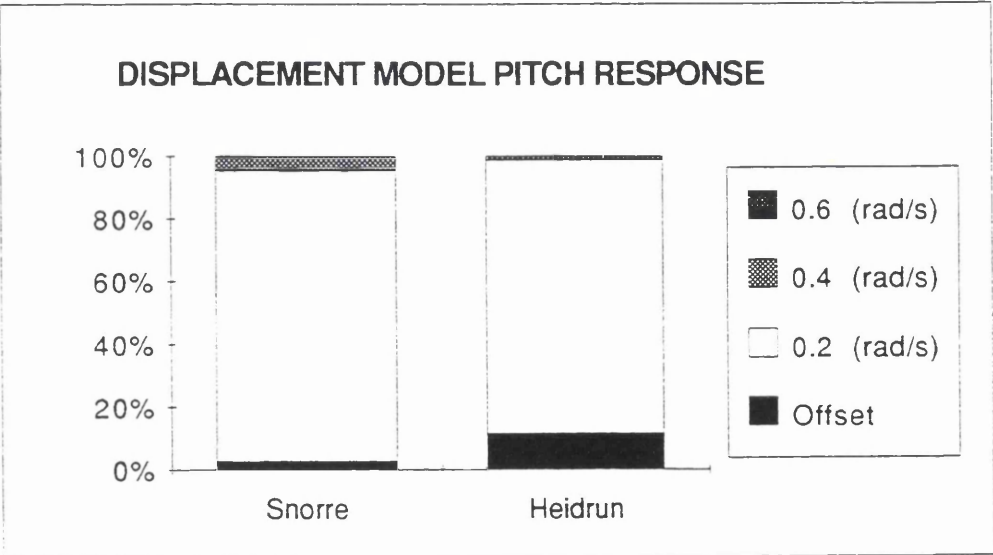 DISPLACEMENT MODEL PITCH RESPONSE
100%
80%
60%
40%
20%
0%
Snorre
Heidrun
0.6 (rad/s)
0.4 (rad/s)
0.2 (rad/s)
Offset